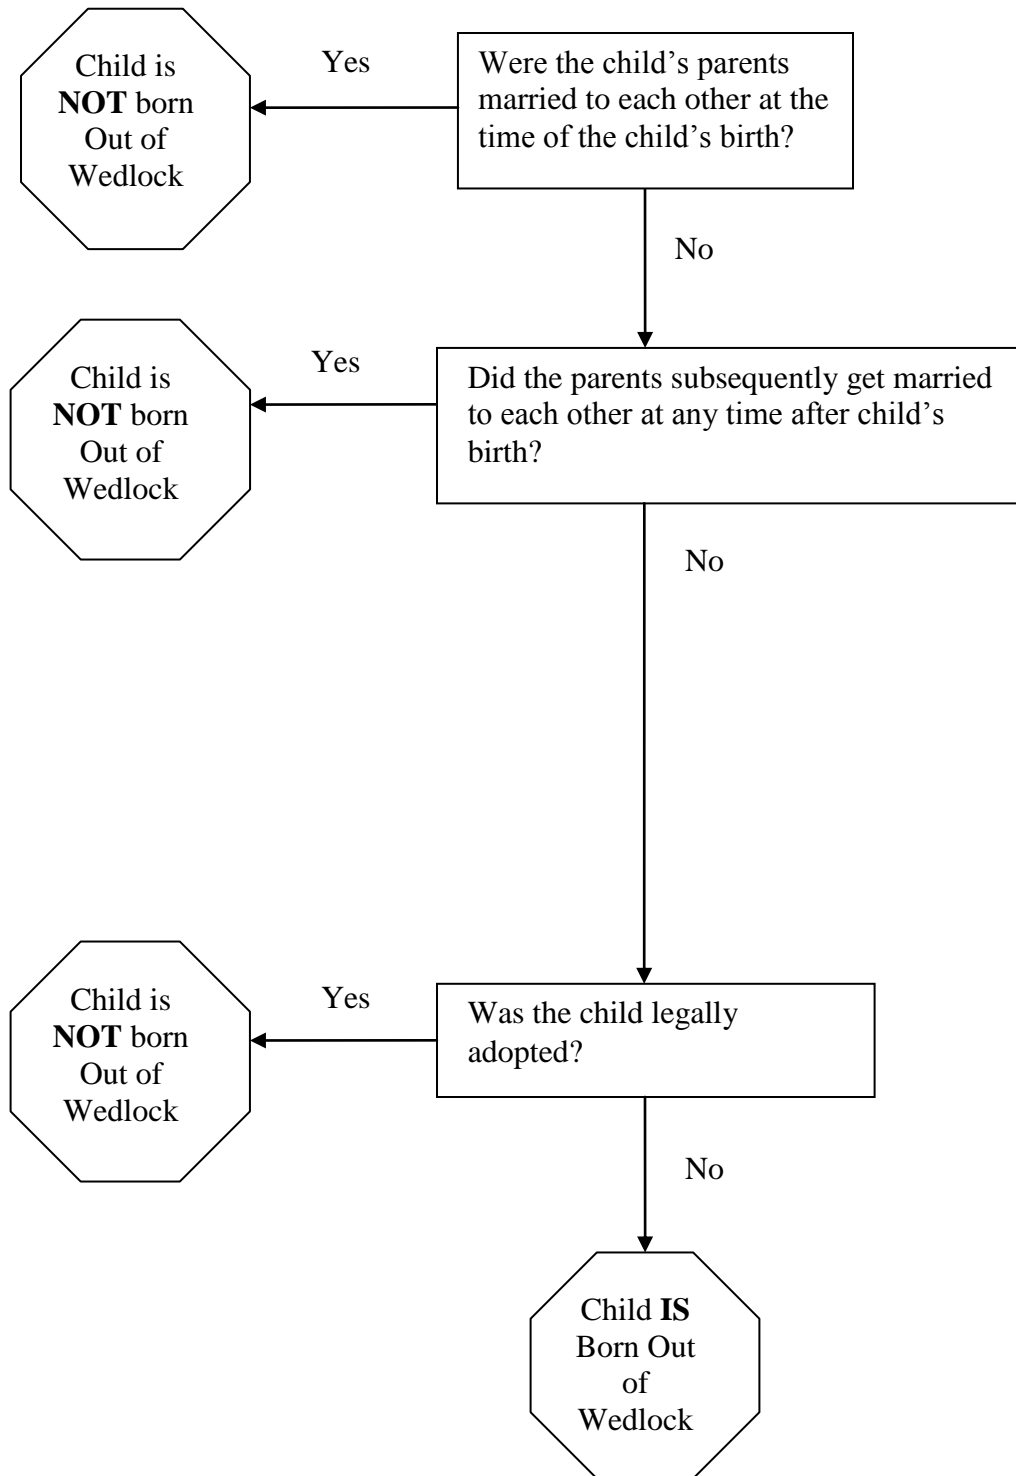 Child is
NOT born
Out of
Wedlock
Yes
Were the child’s parents
married to each other at the
time of the child’s birth?
No
Child is
NOT born
Out of
Wedlock
Yes
Did the parents subsequently get married
to each other at any time after child’s
birth?
No
Child is
NOT born
Out of
Wedlock
Yes
Was the child legally
adopted?
No
Child IS
Born Out
of
Wedlock